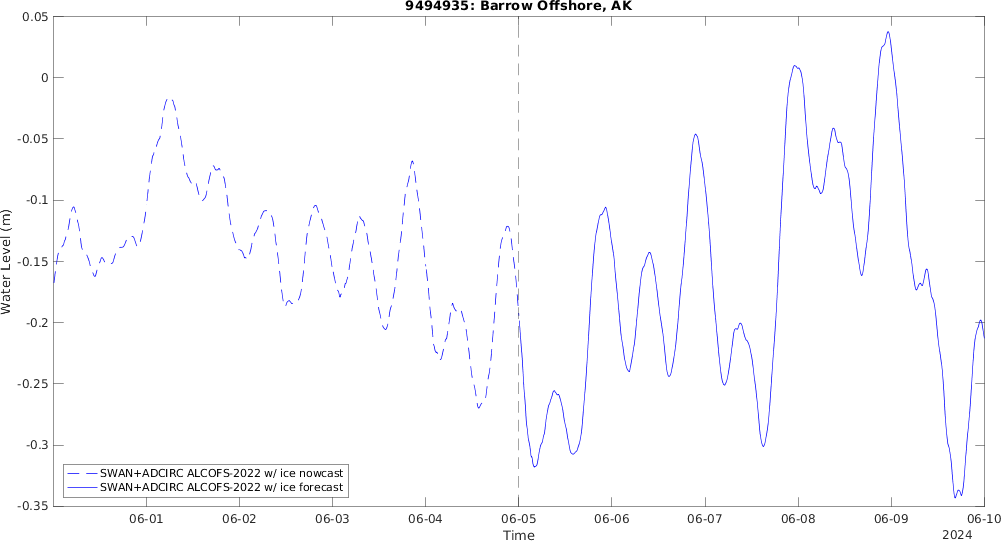 9494935: Barrow Offshore, AK
0.05
0
-0.05
-0.1
-0.15
-0.2
-0.25
-0.3
-0.35
Water Level (m)
SWAN+ADCIRC ALCOFS-2022 w/ ice nowcast
SWAN+ADCIRC ALCOFS-2022 w/ ice forecast
06-01 06-02 06-03 06-04 06-05 06-06 06-07 06-08 06-09 06-10
Time
2024